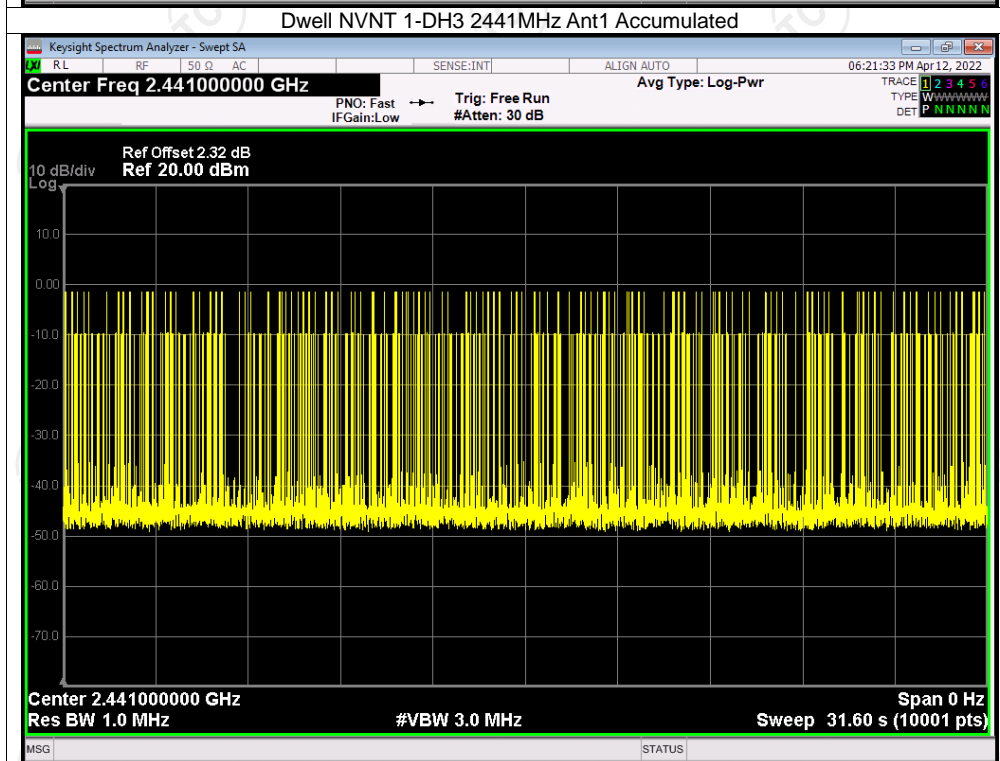 Dwell NVNT 1-DH3 2441MHz Ant1 Accumulated
Keysight Spectrum Analyzer - Swept SA
LXI RL RF 50 Ω AC SENSE:INT ALIGN AUTO 06:21:33 PM Apr 12, 2022
Center Freq 2.441000000 GHz Avg Type: Log-Pwr TRACE 1 2 3 4 5 6
PNO: Fast Trig: Free Run TYPE WWWWWW
IFGain:Low #Atten: 30 dB DET P N N N N N
Ref Offset 2.32 dB
10 dB/div Ref 20.00 dBm
Log
10.0
0.00
-10.0
-20.0
-30.0
-40.0
-50.0
-60.0
-70.0
Center 2.441000000 GHz Span 0 Hz
Res BW 1.0 MHz #VBW 3.0 MHz Sweep 31.60 s (10001 pts)
MSG STATUS